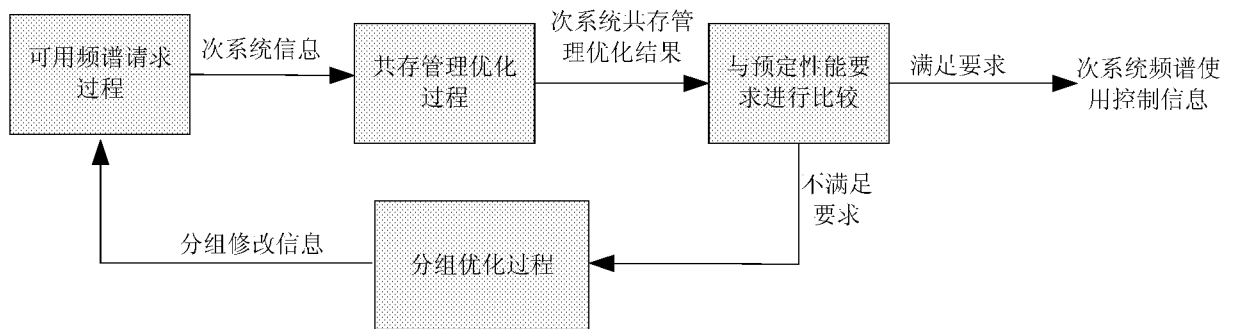 可用频谱请求
过程
次系统信息
共存管理优化
过程
次系统共存管
理优化结果
与预定性能要
求进行比较
满足要求
次系统频谱使
用控制信息
不满足
要求
分组优化过程
分组修改信息